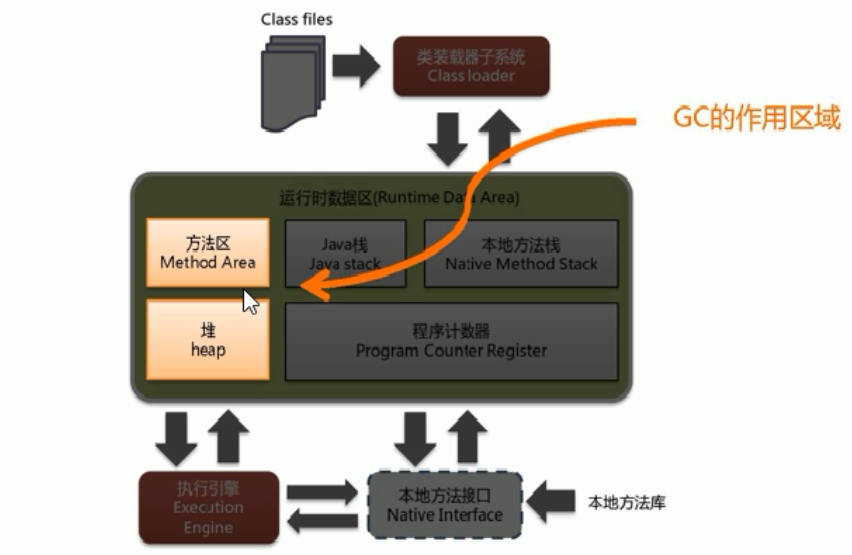 Class files
类装载器子系统
Class loader
GC的作用区域
运行时数据区(Runtime Data Area)
方法区
Method Area
Java栈
Java stack
本地方法栈
Native Method Stack
堆
heap
程序计数器
Program Counter Register
执行引擎
Execution
Engine
本地方法接口
Native Interface
本地方法库